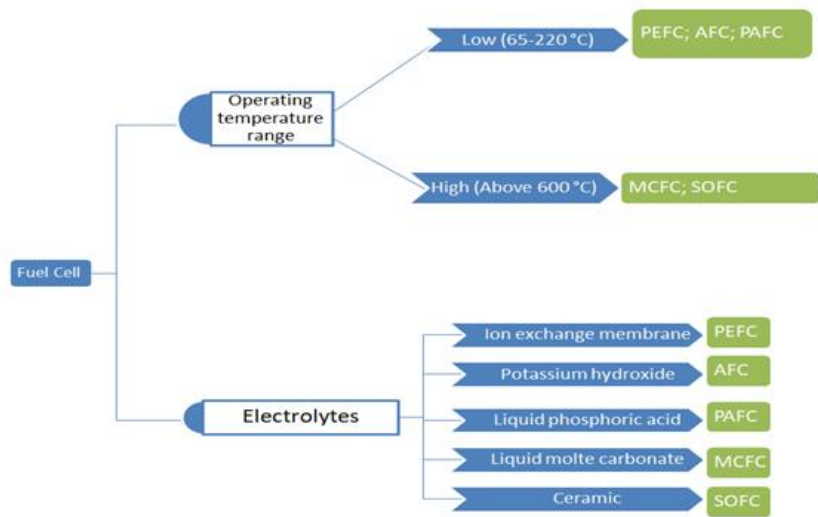 Low (65-220 °C)
PEFC; AFC; PAFC
Operating
temperature
range
High (Above 600 °C)
MCFC; SOFC
Fuel Cell
Ion exchange membrane
PEFC
Potassium hydroxide
AFC
Electrolytes
Liquid phosphoric acid
PAFC
Liquid molte carbonate
MCFC
Ceramic
SOFC